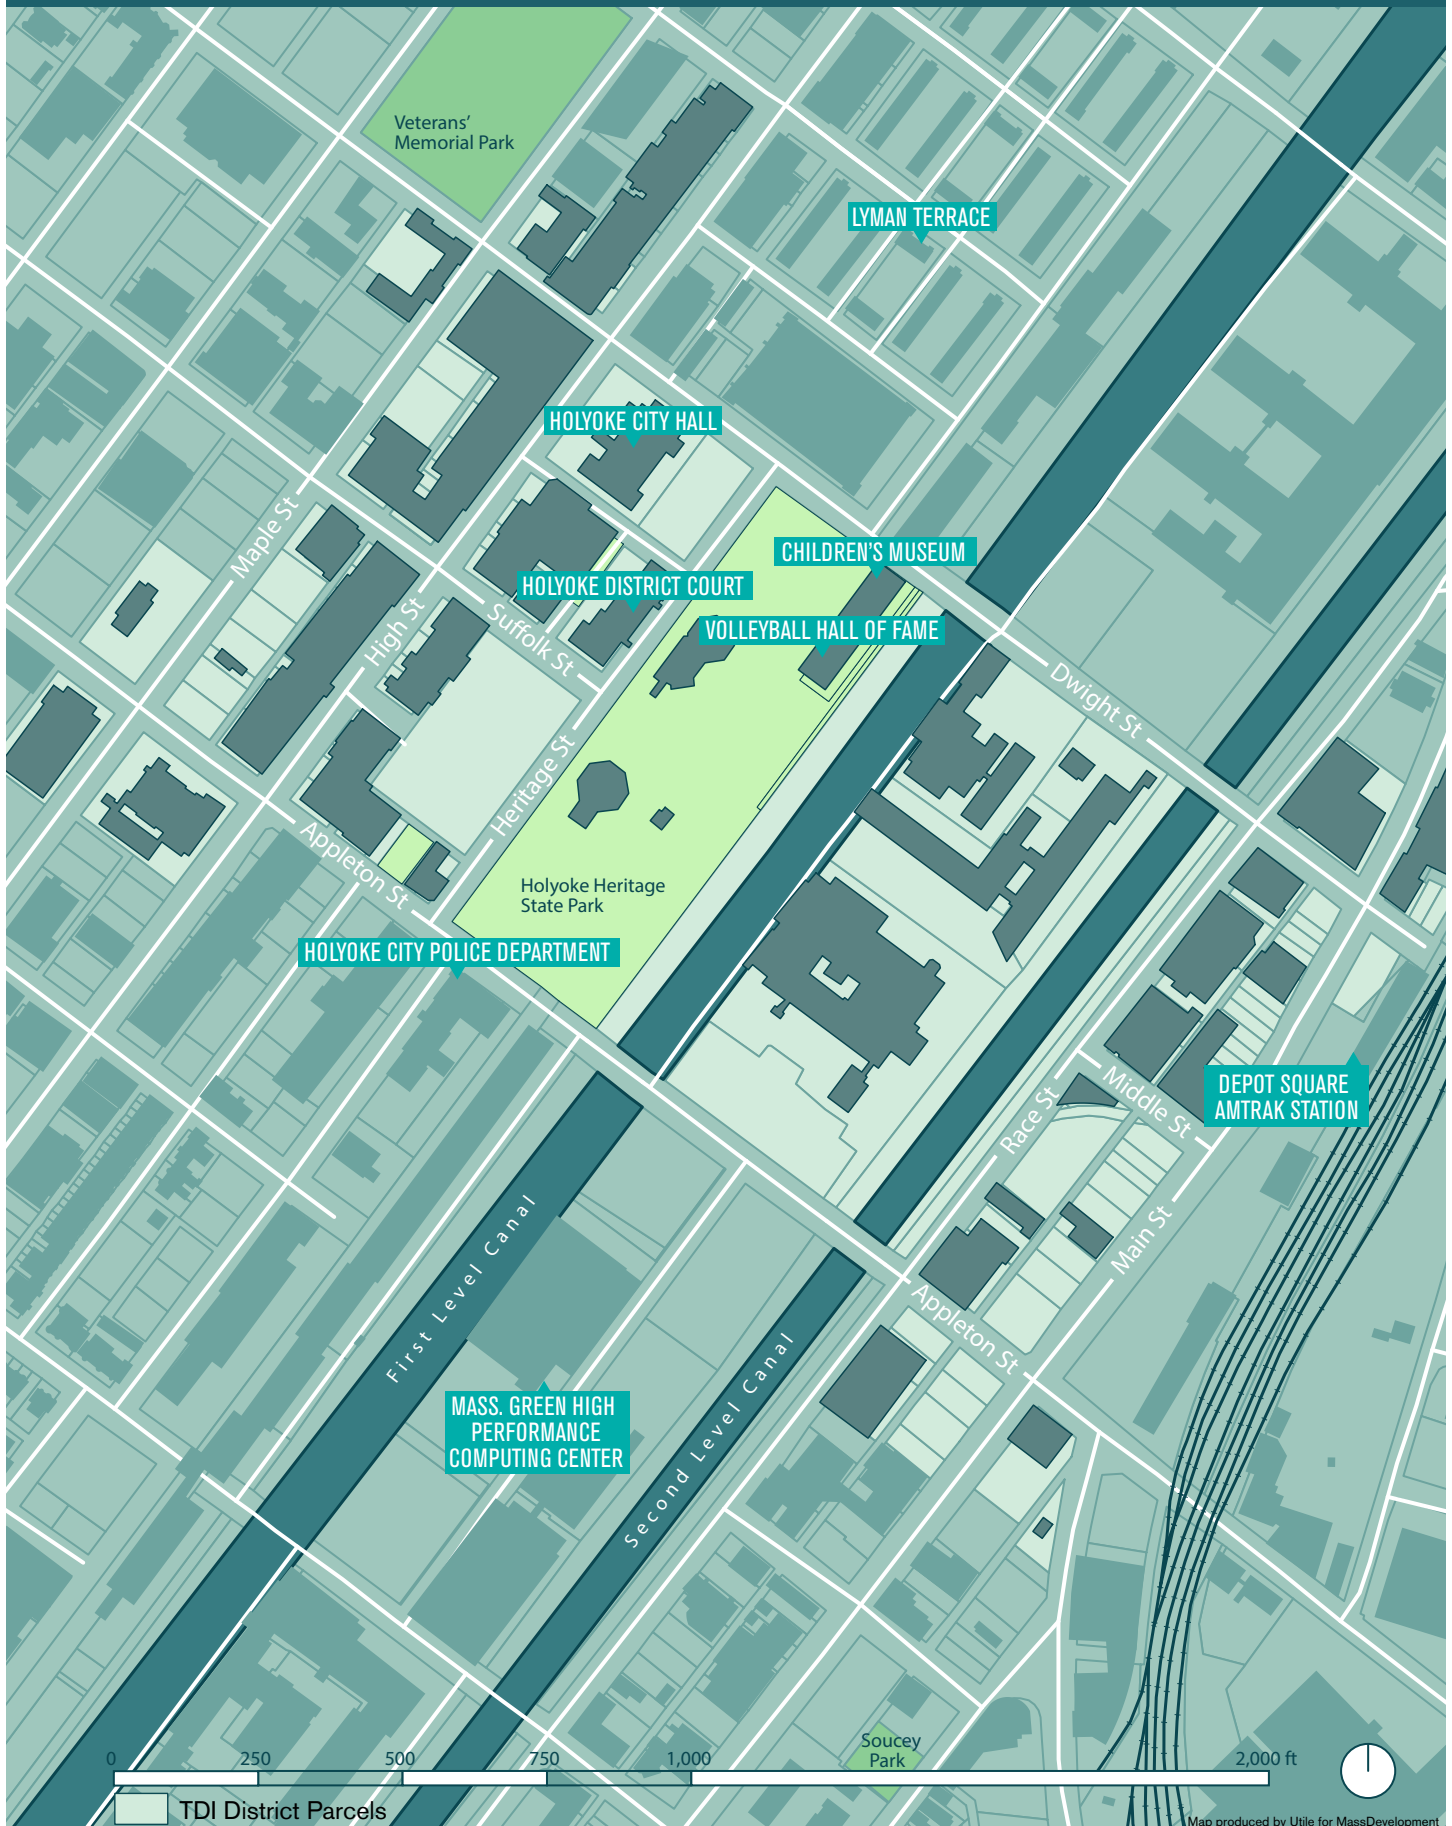 Veterans'
Memorial Park
LYMAN TERRACE
HOLYOKE CITY HALL
Maple St
CHILDREN'S MUSEUM
HOLYOKE DISTRICT COURT
High St
Suffolk St
VOLLEYBALL HALL OF FAME
Dwight St
Heritage St
Appleton St
Holyoke Heritage
State Park
HOLYOKE CITY POLICE DEPARTMENT
DEPOT SQUARE
AMTRAK STATION
Middle St
Race St
Main St
First Level Canal
Appleton St
Second Level Canal
MASS. GREEN HIGH
PERFORMANCE
COMPUTING CENTER
Soucey
Park
0 250 500 750 1,000 2,000 ft
TDI District Parcels
Map produced by Utile for MassDevelopment